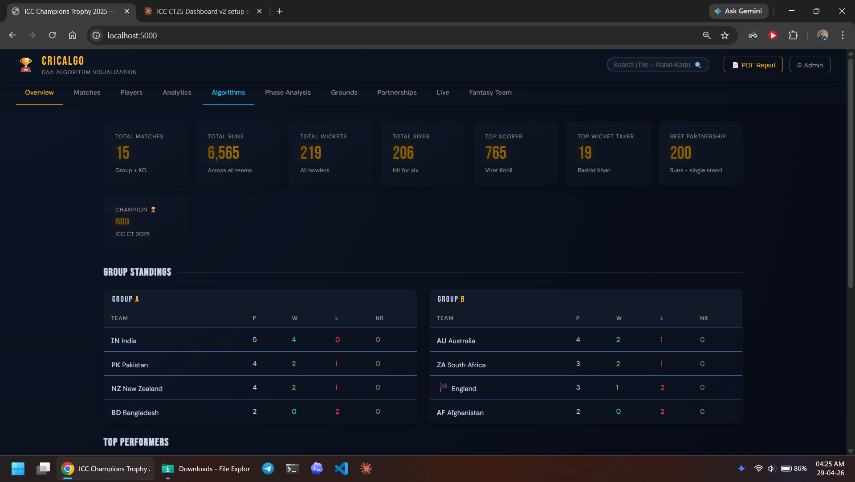 ICC Champions Trophy 2025 —
ICC CT25 Dashboard v2 setup
Ask Gemini
localhost:5000
CRICALGO
DAA ALGORITHM VISUALIZATION
Search (Trie + Rabin-Karp)...
PDF Report
Admin
Overview Matches Players Analytics Algorithms Phase Analysis Grounds Partnerships Live Fantasy Team
TOTAL MATCHES
15
Group + KO
TOTAL RUNS
6,565
Across all teams
TOTAL WICKETS
219
All bowlers
TOTAL SIXES
206
Hit for six
TOP SCORER
765
Virat Kohli
TOP WICKET TAKER
19
Rashid Khan
BEST PARTNERSHIP
200
Runs – single stand
CHAMPION 🏆
INDIA
ICC CT 2025
GROUP STANDINGS
GROUP A
TEAM P W L NR
IN India 5 4 0 0
PK Pakistan 4 2 1 0
NZ New Zealand 4 2 1 0
BD Bangladesh 2 0 2 0
GROUP B
TEAM P W L NR
AU Australia 4 2 1 0
ZA South Africa 3 2 1 0
England 3 1 2 0
AF Afghanistan 2 0 2 0
TOP PERFORMERS
ICC Champions Trophy 2
Downloads - File Explor
86%
04:25 AM
29-04-26